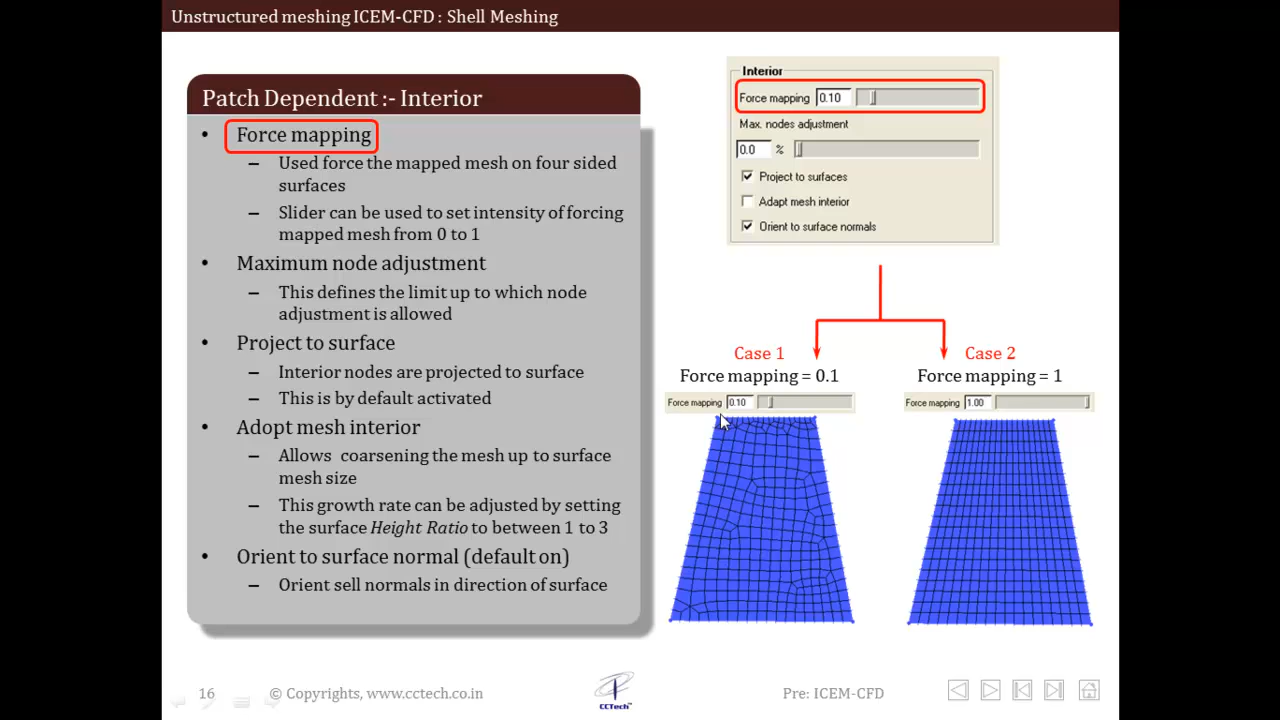 Unstructured meshing ICEM-CFD : Shell Meshing
Patch Dependent :- Interior
• Force mapping
– Used force the mapped mesh on four sided
surfaces
– Slider can be used to set intensity of forcing
mapped mesh from 0 to 1
• Maximum node adjustment
– This defines the limit up to which node
adjustment is allowed
• Project to surface
– Interior nodes are projected to surface
– This is by default activated
• Adopt mesh interior
– Allows coarsening the mesh up to surface
mesh size
– This growth rate can be adjusted by setting
the surface Height Ratio to between 1 to 3
• Orient to surface normal (default on)
– Orient sell normals in direction of surface
Interior
Force mapping 0.10
Max. nodes adjustment
0.0 %
Project to surfaces
Adapt mesh interior
Orient to surface normals
Case 1
Force mapping = 0.1
Force mapping 0.10
Case 2
Force mapping = 1
Force mapping 1.00
16 © Copyrights, www.cctech.co.in
CCTech™
Pre: ICEM-CFD